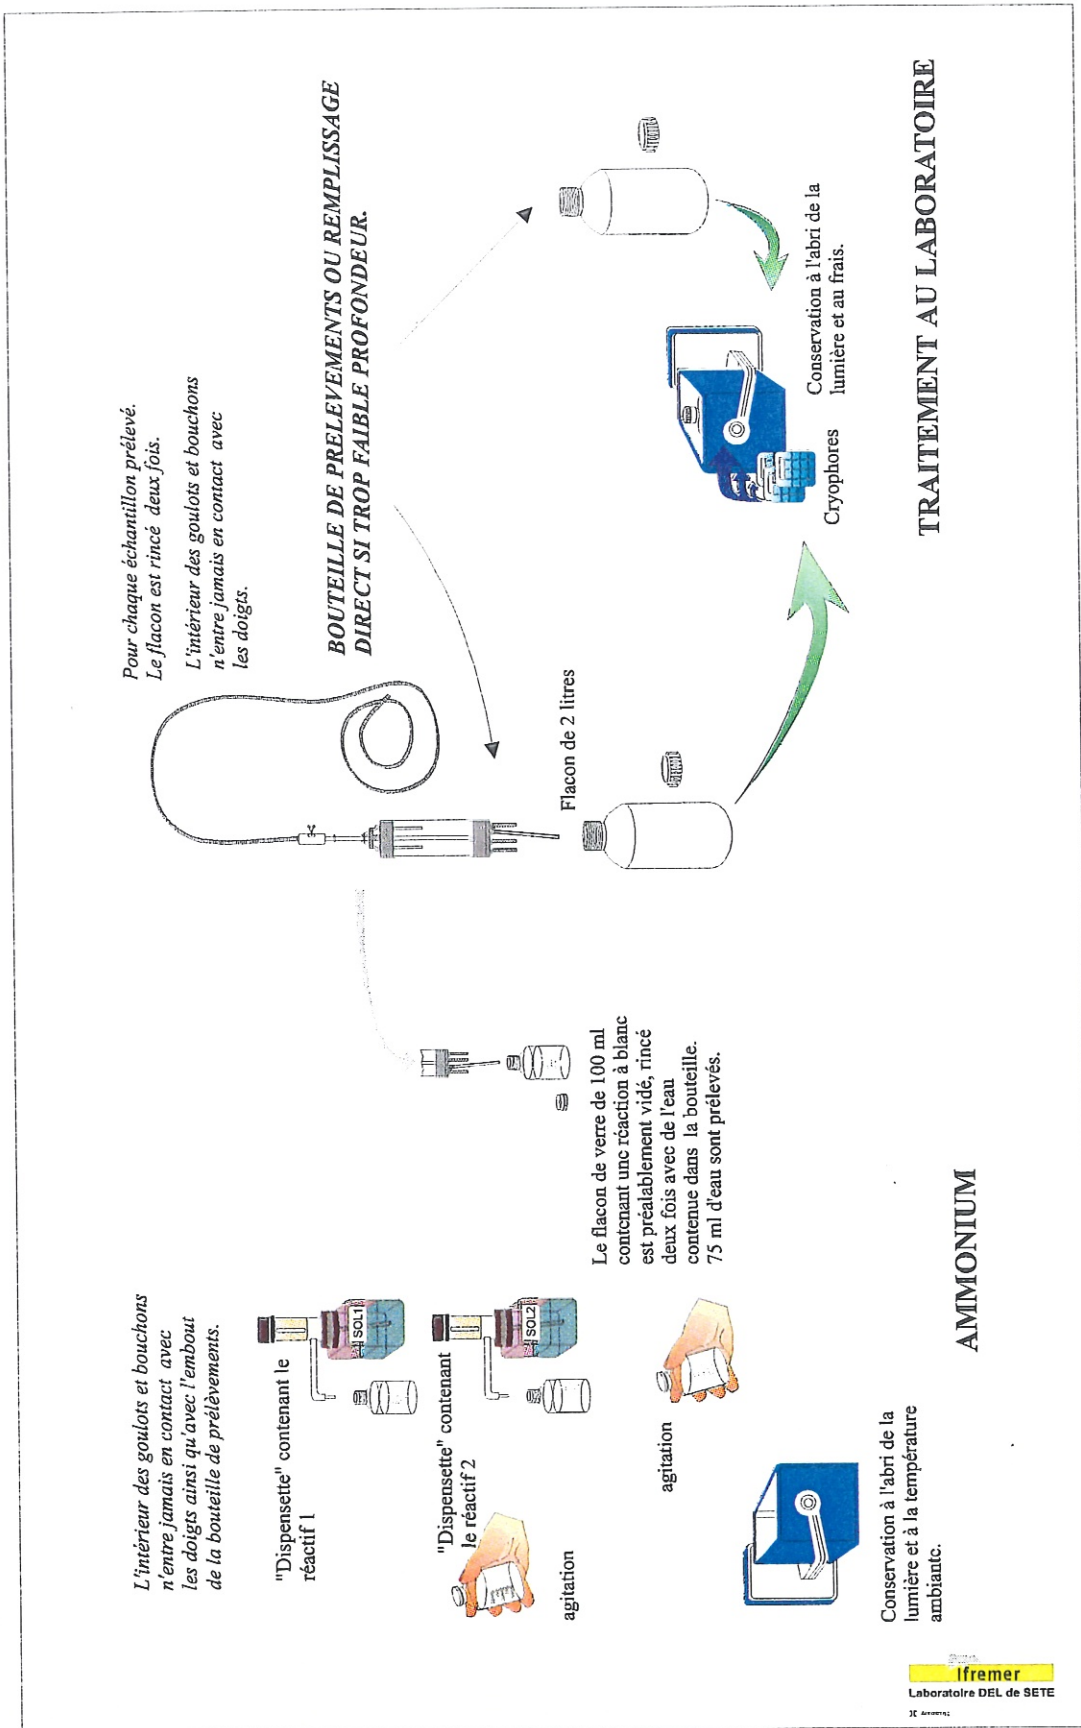 L'intérieur des goulots et bouchons
n'entre jamais en contact avec
les doigts ainsi qu'avec l'embout
de la bouteille de prélèvements.
"Dispensette" contenant le
réactif 1
SOL1
"Dispensette" contenant
le réactif 2
SOL2
agitation
agitation
Conservation à l'abri de la
lumière et à la température
ambiante.
AMMONIUM
Le flacon de verre de 100 ml
contenant une réaction à blanc
est préalablement vidé, rincé
deux fois avec de l'eau
contenue dans la bouteille.
75 ml d'eau sont prélevés.
Pour chaque échantillon prélevé.
Le flacon est rincé deux fois.
L'intérieur des goulots et bouchons
n'entre jamais en contact avec
les doigts.
BOUTEILLE DE PRELEVEMENTS OU REMPLISSAGE
DIRECT SI TROP FAIBLE PROFONDEUR.
Flacon de 2 litres
Cryophores
Conservation à l'abri de la
lumière et au frais.
TRAITEMENT AU LABORATOIRE
Ifremer
Laboratoire DEL de SETE